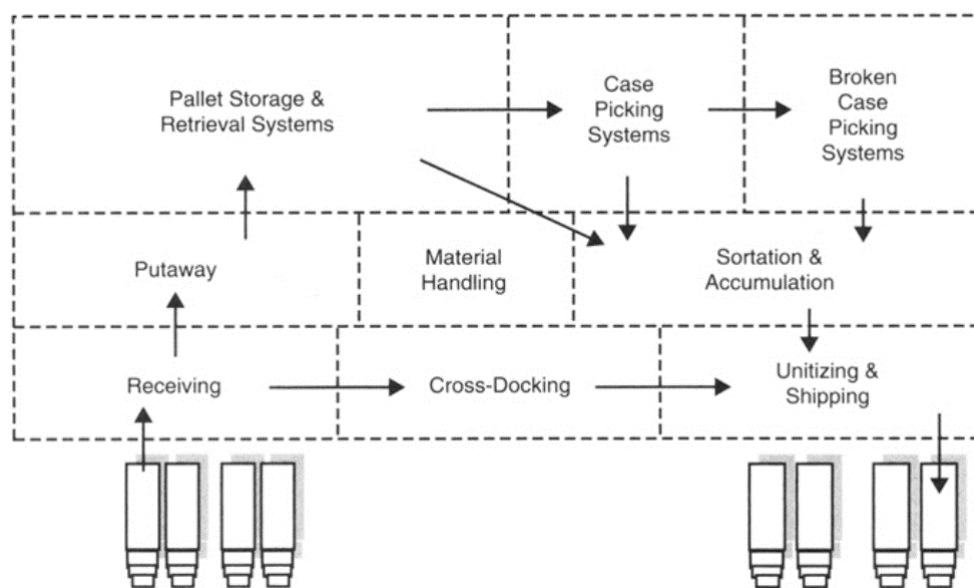 Pallet Storage &
Retrieval Systems
Case
Picking
Systems
Broken
Case
Picking
Systems
Putaway
Material
Handling
Sortation &
Accumulation
Receiving
Cross-Docking
Unitizing &
Shipping